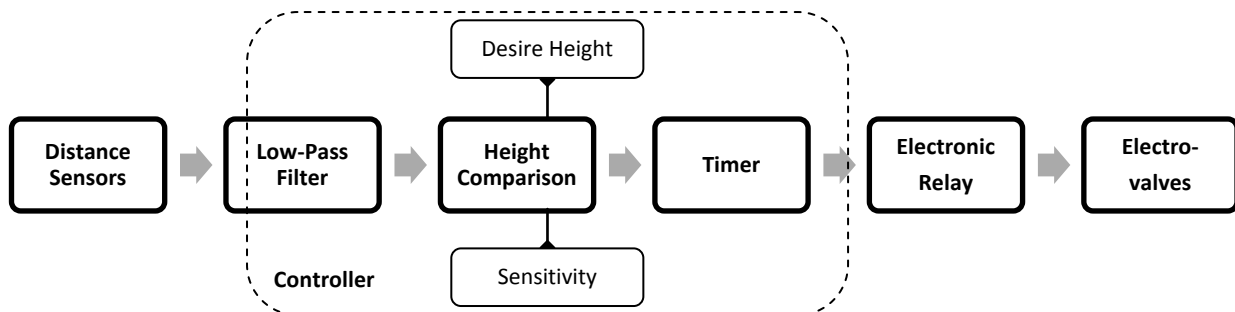 Desire Height
Distance
Sensors
Low-Pass
Filter
Height
Comparison
Timer
Electronic
Relay
Electro-
valves
Controller
Sensitivity